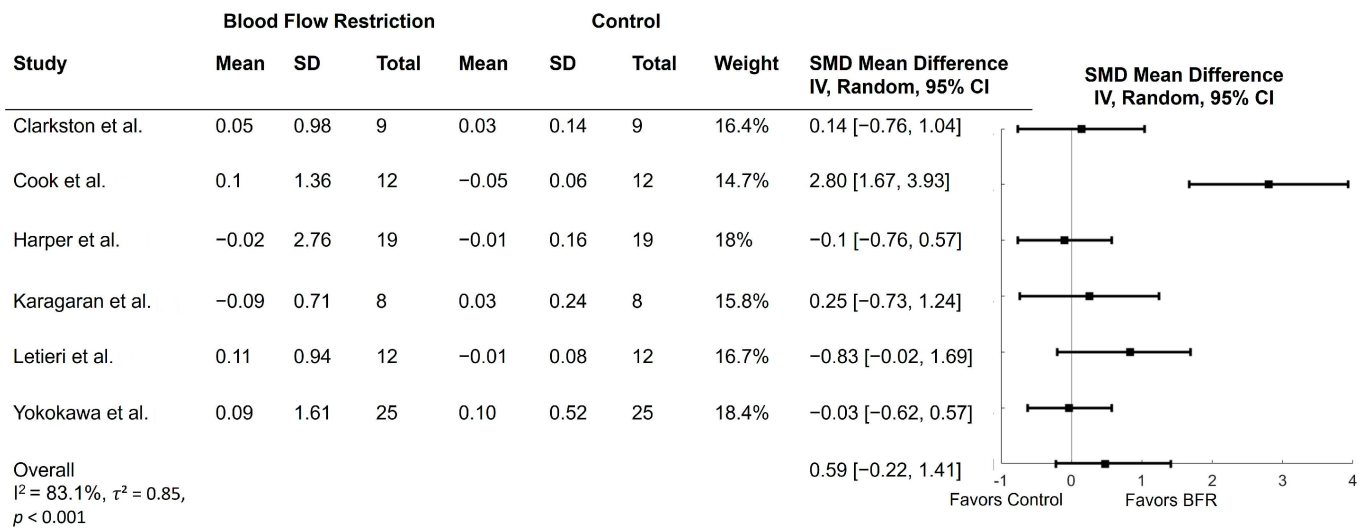 Blood Flow Restriction Control
Study Mean SD Total Mean SD Total Weight SMD Mean Difference
IV, Random, 95% CI
SMD Mean Difference
IV, Random, 95% CI
Clarkston et al. 0.05 0.98 9 0.03 0.14 9 16.4% 0.14 [−0.76, 1.04]
Cook et al. 0.1 1.36 12 −0.05 0.06 12 14.7% 2.80 [1.67, 3.93]
Harper et al. −0.02 2.76 19 −0.01 0.16 19 18% −0.1 [−0.76, 0.57]
Karagaran et al. −0.09 0.71 8 0.03 0.24 8 15.8% 0.25 [−0.73, 1.24]
Letieri et al. 0.11 0.94 12 −0.01 0.08 12 16.7% −0.83 [−0.02, 1.69]
Yokokawa et al. 0.09 1.61 25 0.10 0.52 25 18.4% −0.03 [−0.62, 0.57]
Overall 0.59 [−0.22, 1.41]
I² = 83.1%, τ² = 0.85,
p < 0.001
-1 0 1 2 3 4
Favors Control Favors BFR